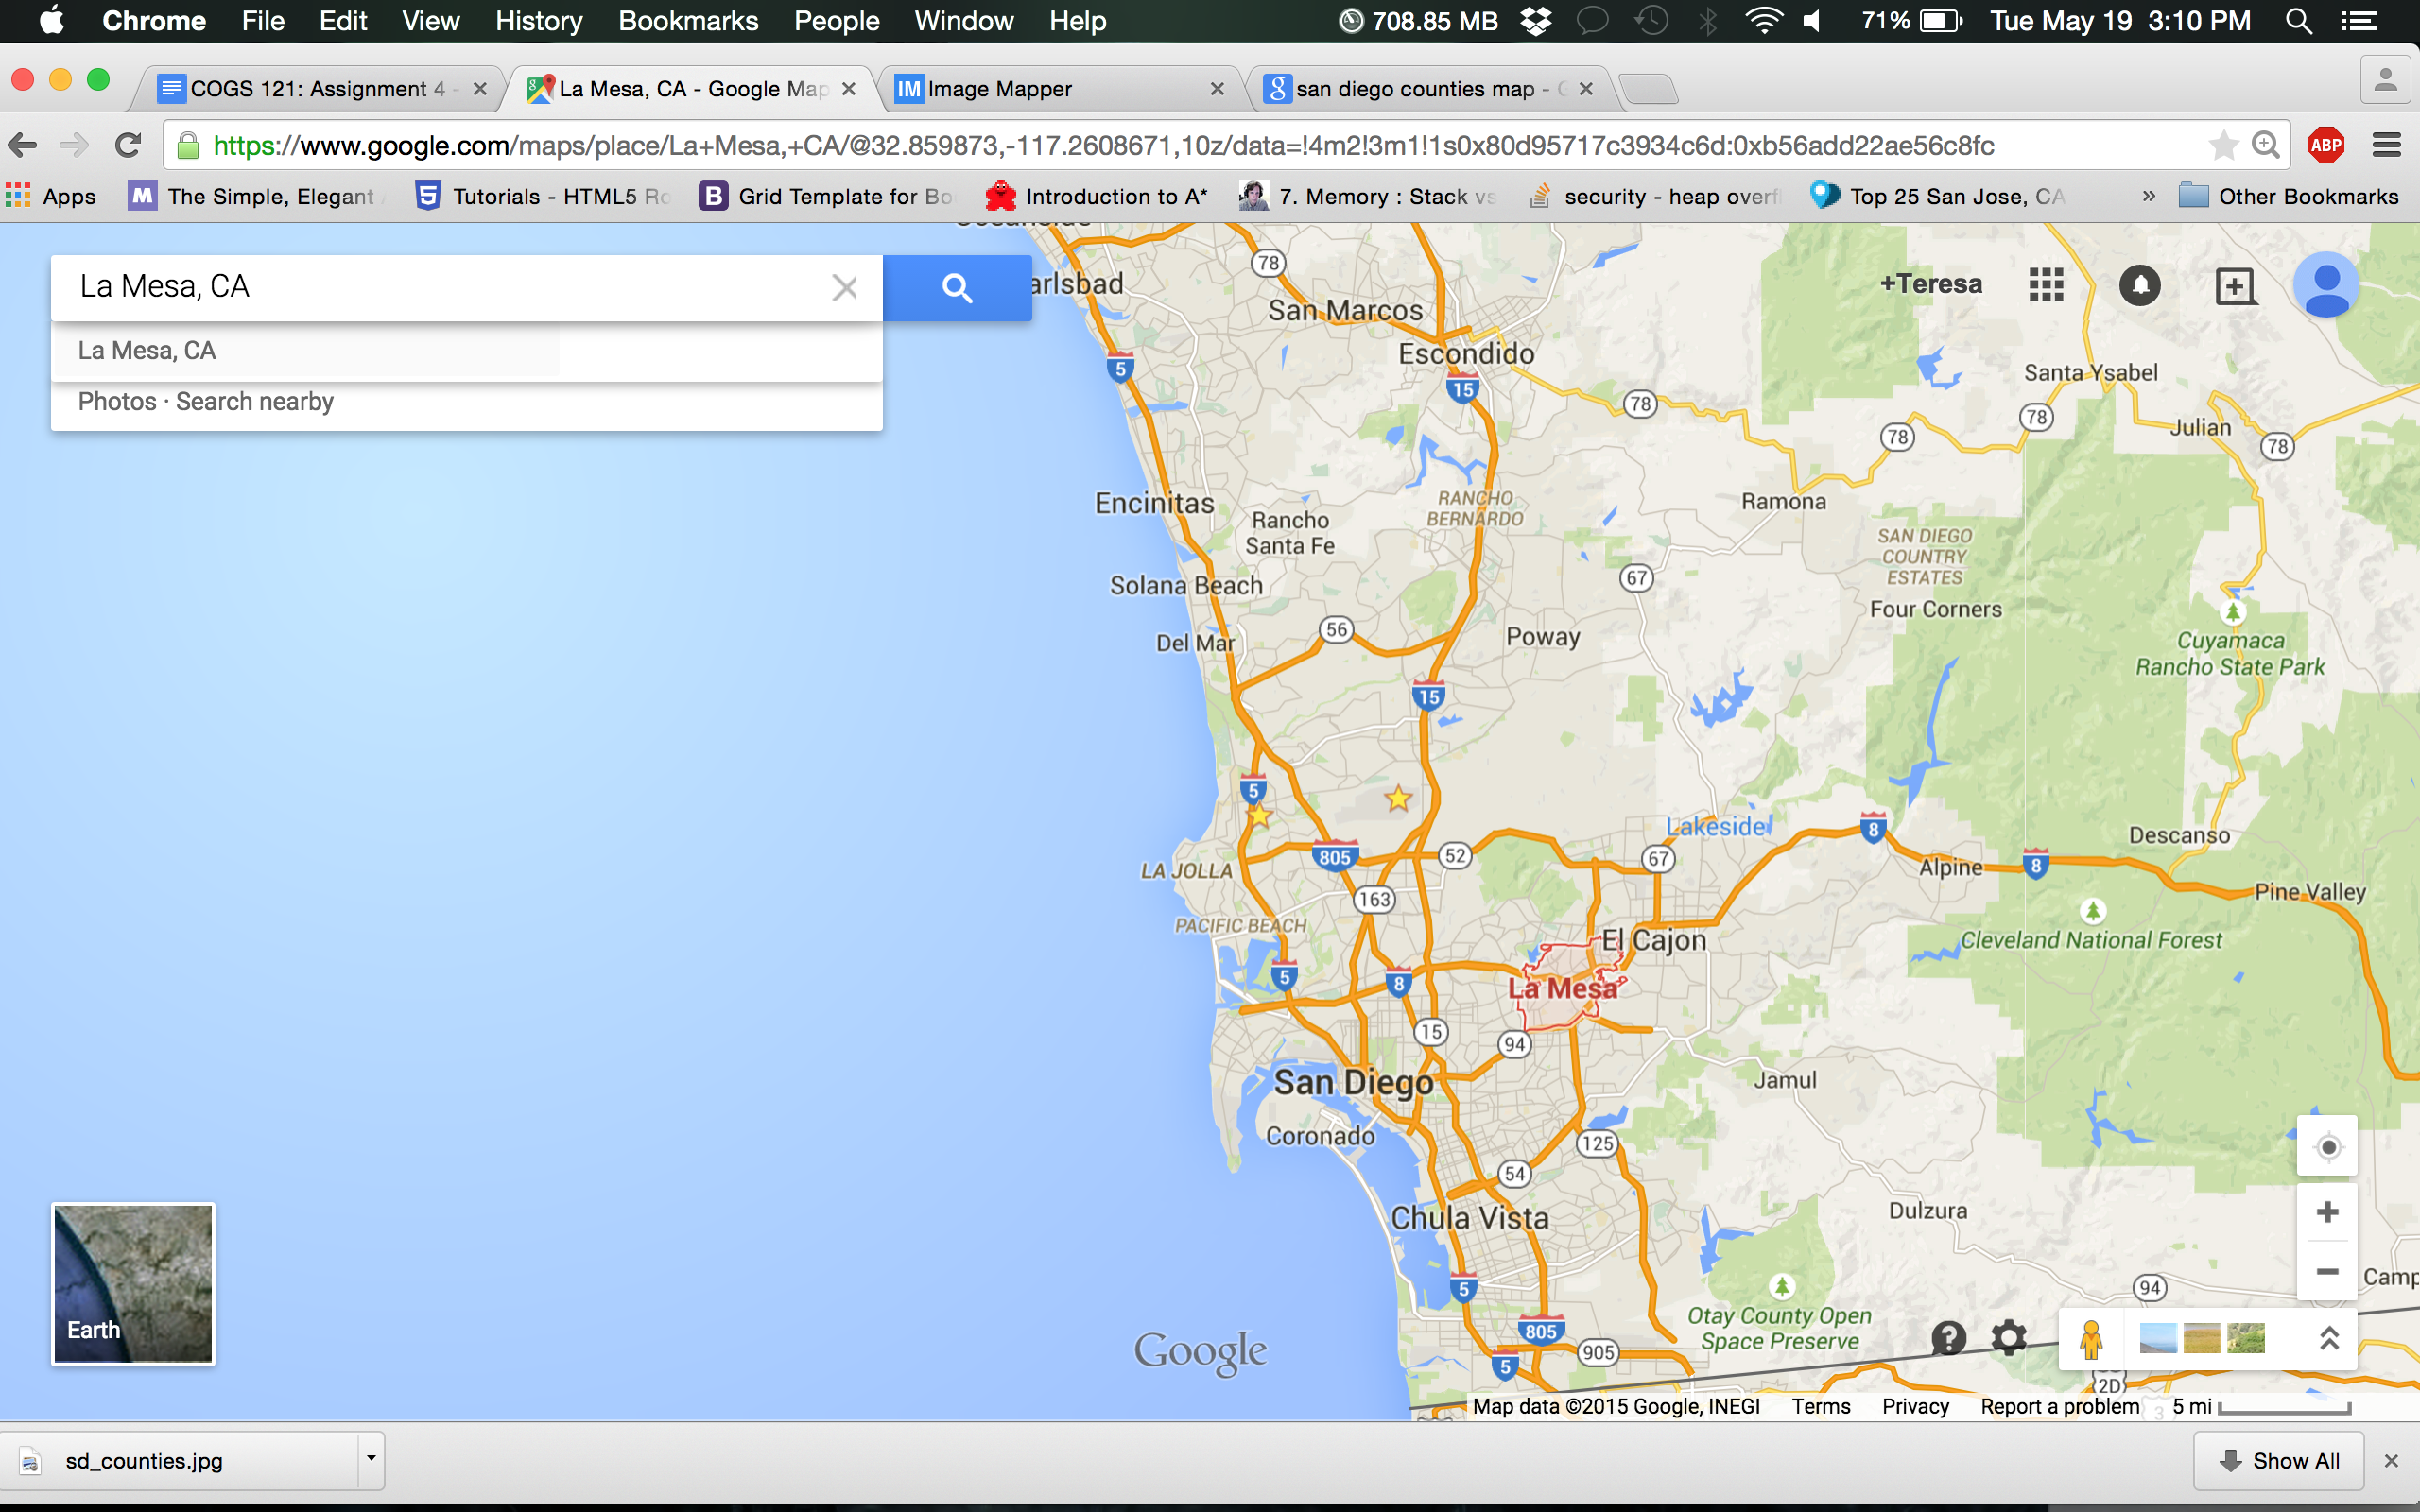 Chrome File Edit View History Bookmarks People Window Help 708.85 MB 71% Tue May 19 3:10 PM
COGS 121: Assignment 4 - La Mesa, CA - Google Map IM Image Mapper san diego counties map -
https://www.google.com/maps/place/La+Mesa,+CA/@32.859873,-117.2608671,10z/data=!4m2!3m1!1s0x80d95717c3934c6d:0xb56add22ae56c8fc ABP
Apps M The Simple, Elegant 5 Tutorials - HTML5 Ro B Grid Template for Bo Introduction to A* 7. Memory : Stack vs security - heap overfl Top 25 San Jose, CA » Other Bookmarks
La Mesa, CA
La Mesa, CA
Photos · Search nearby
+Teresa
arlsbad
78
San Marcos
Escondido
5
15
78
Santa Ysabel
78
78
Julian
78
Encinitas
Rancho
Santa Fe
RANCHO
BERNARDO
Ramona
SAN DIEGO
COUNTRY
ESTATES
Solana Beach
67
Four Corners
Del Mar
56
Poway
Cuyamaca
Rancho State Park
15
5
Lakeside
8
Descanso
LA JOLLA
805
52
67
Alpine
8
Pine Valley
163
PACIFIC BEACH
El Cajon
Cleveland National Forest
5
8
La Mesa
15
94
San Diego
Jamul
Coronado
125
54
Chula Vista
Dulzura
5
94
Camp
Otay County Open
Space Preserve
805
905
5
2D
3
Earth
Google
Map data ©2015 Google, INEGI Terms Privacy Report a problem 5 mi
sd_counties.jpg
Show All